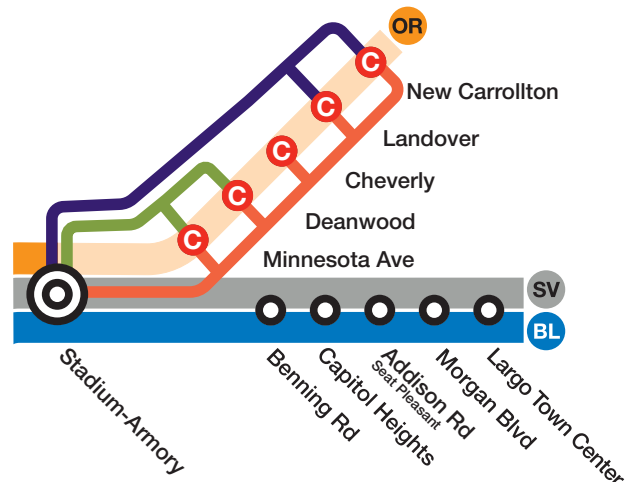 OR
C
New Carrollton
C
Landover
C
Cheverly
C
Deanwood
C
Minnesota Ave
SV
BL
Stadium-Armory
Benning Rd
Capitol Heights
Addison Rd
Seat Pleasant
Morgan Blvd
Largo Town Center